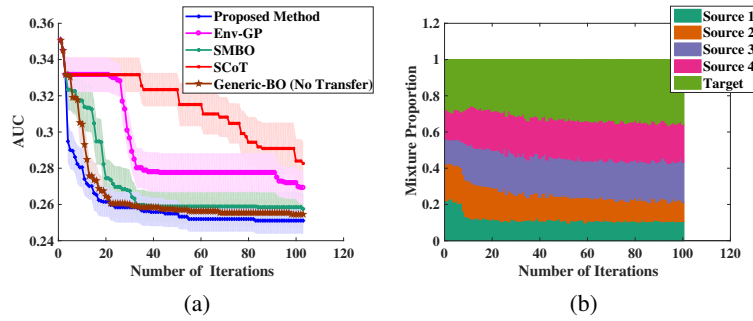 Proposed Method
Env-GP
SMBO
SCoT
Generic-BO (No Transfer)
AUC
0.36
0.34
0.32
0.3
0.28
0.26
0.24
0 20 40 60 80 100 120
Number of Iterations
(a)
Source 1
Source 2
Source 3
Source 4
Target
Mixture Proportion
1.2
1
0.8
0.6
0.4
0.2
0
0 20 40 60 80 100 120
Number of Iterations
(b)